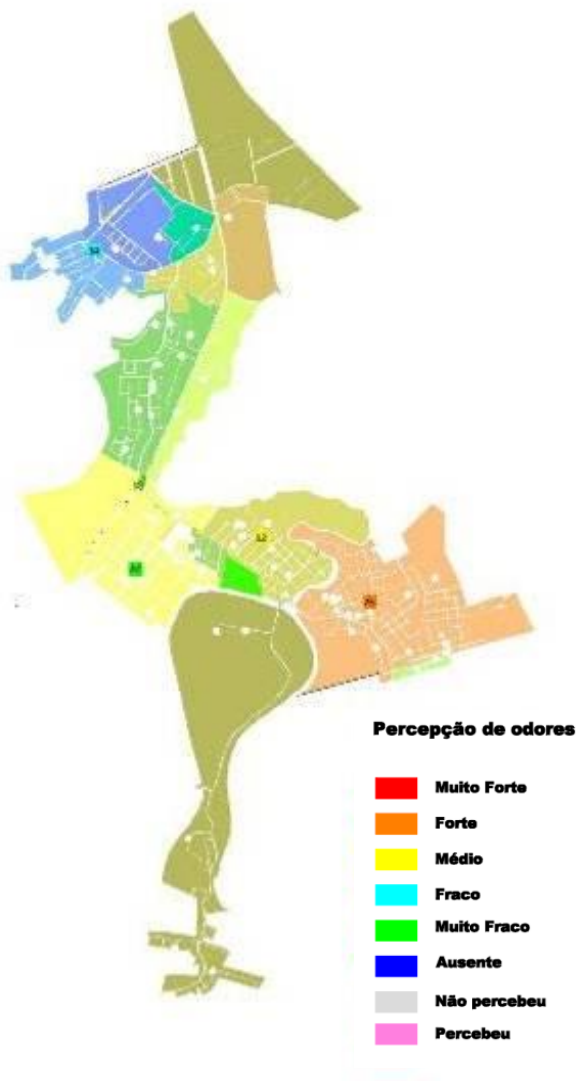 Percepção de odores
Muito Forte
Forte
Médio
Fraco
Muito Fraco
Ausente
Não percebeu
Percebeu